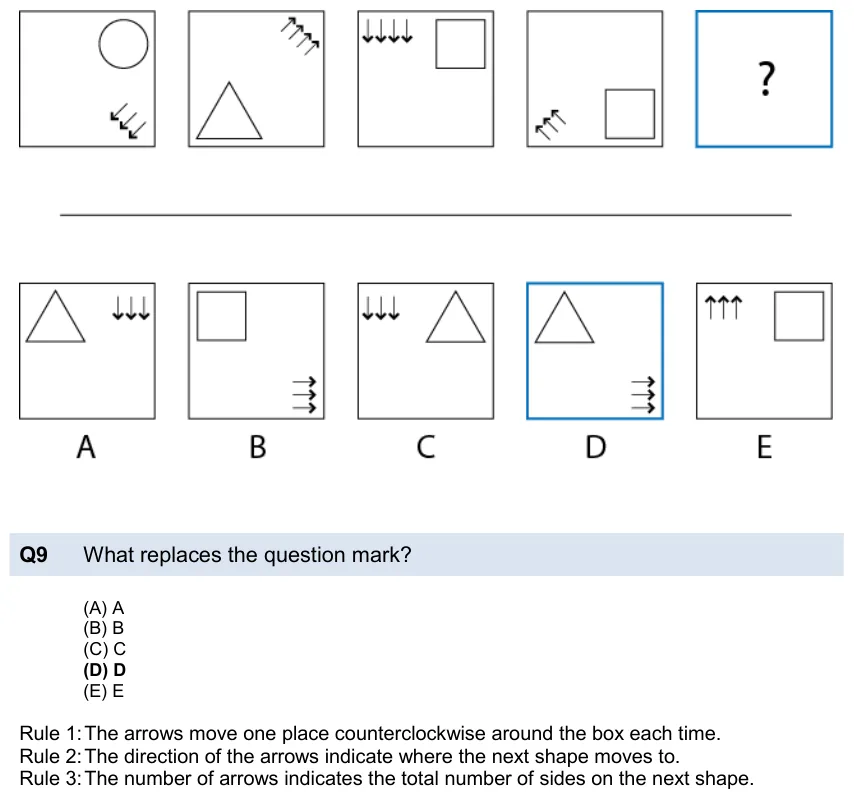 ?
A B C D E
Q9 What replaces the question mark?
(A) A
(B) B
(C) C
(D) D
(E) E
Rule 1: The arrows move one place counterclockwise around the box each time.
Rule 2: The direction of the arrows indicate where the next shape moves to.
Rule 3: The number of arrows indicates the total number of sides on the next shape.